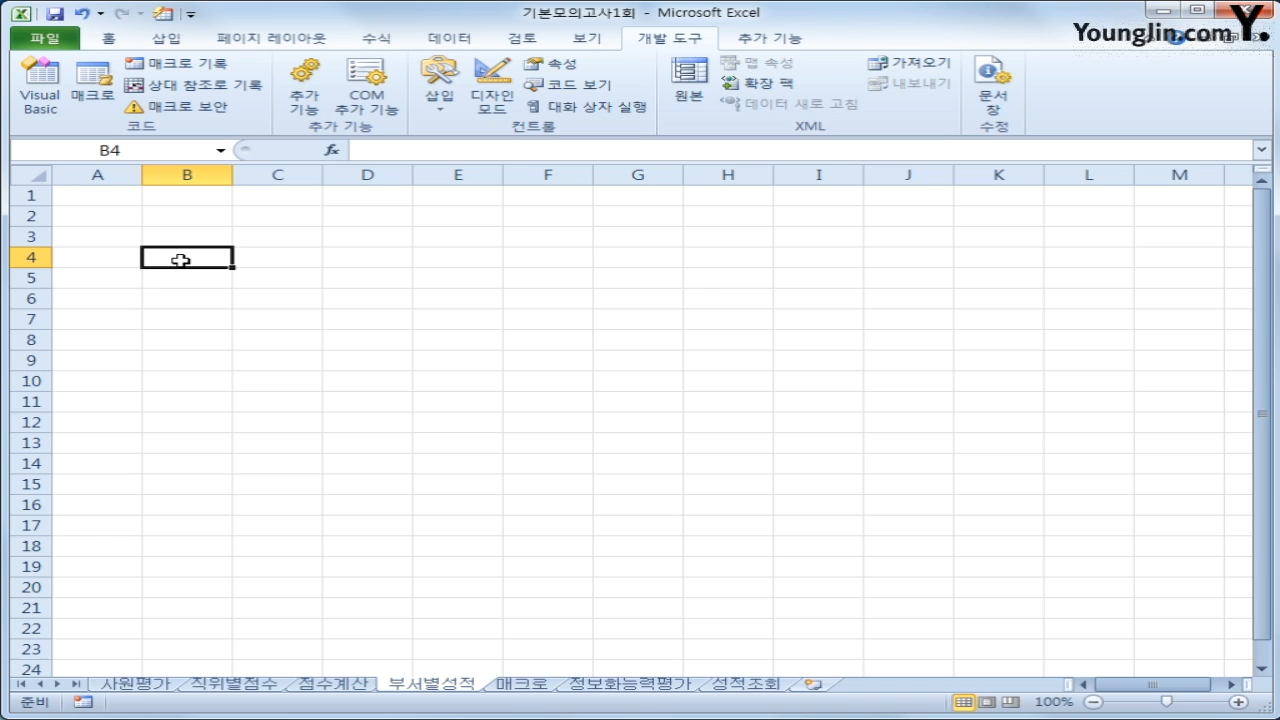 기본모의고사1회 - Microsoft Excel
Younglin.com Y.
파일 홈 삽입 페이지 레이아웃 수식 데이터 검토 보기 개발 도구 추가 기능
Visual Basic
매크로
매크로 기록
상대 참조로 기록
매크로 보안
코드
추가 기능
COM 추가 기능
추가 기능
삽입
디자인 모드
속성
코드 보기
대화 상자 실행
컨트롤
원본
맵 속성
확장 팩
데이터 새로 고침
가져오기
내보내기
XML
문서 창
수정
B4 fx
A B C D E F G H I J K L M
1
2
3
4
5
6
7
8
9
10
11
12
13
14
15
16
17
18
19
20
21
22
23
24
사원평가 직위별점수 점수계산 부서별성적 매크로 정보화능력평가 성적조회
준비 100%